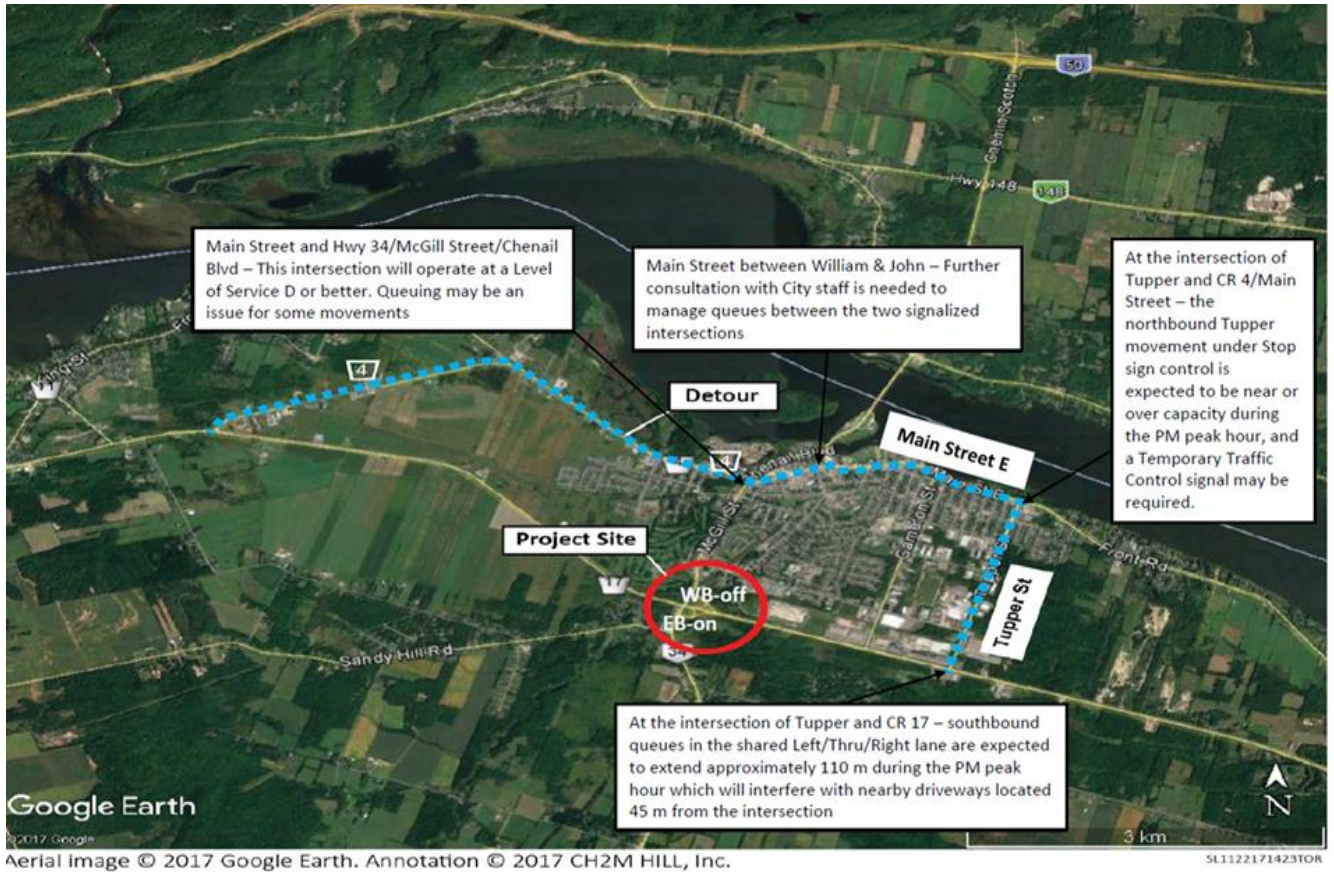 50
Chemin Scotch
Hwy 148
148
Main Street and Hwy 34/McGill Street/Chenail
Blvd – This intersection will operate at a Level
of Service D or better. Queuing may be an
issue for some movements
Main Street between William & John – Further
consultation with City staff is needed to
manage queues between the two signalized
intersections
At the intersection of
Tupper and CR 4/Main
Street – the
northbound Tupper
movement under Stop
sign control is
expected to be near or
over capacity during
the PM peak hour, and
a Temporary Traffic
Control signal may be
required.
King St
4
Detour
4
Main Street E
McGill St
Front Rd
Project Site
WB-off
EB-on
34
Tupper St
Sandy Hill Rd
At the intersection of Tupper and CR 17 – southbound
queues in the shared Left/Thru/Right lane are expected
to extend approximately 110 m during the PM peak
hour which will interfere with nearby driveways located
45 m from the intersection
Google Earth
©2017 Google
N
3 km
Aerial image © 2017 Google Earth. Annotation © 2017 CH2M HILL, Inc.
SL1122171423TOR